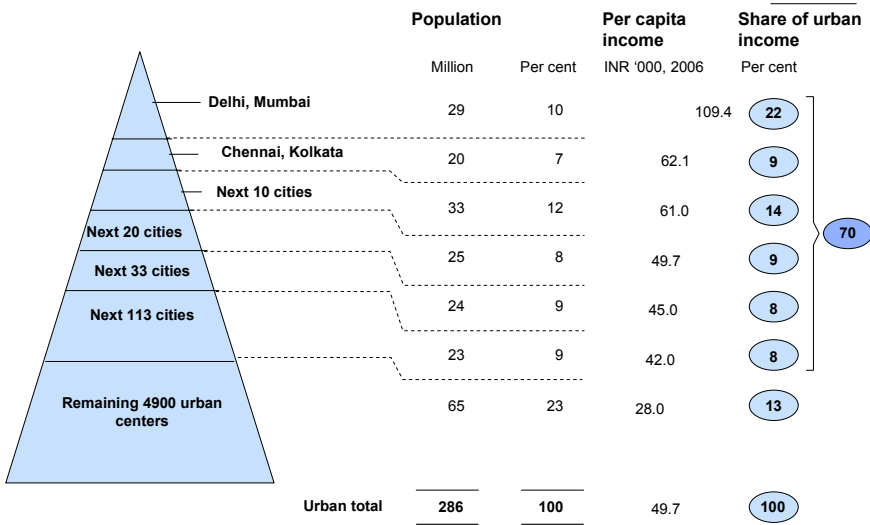 Population
Per capita
income
Share of urban
income
Million
Per cent
INR ‘000, 2006
Per cent
Delhi, Mumbai
29
10
109.4
22
Chennai, Kolkata
20
7
62.1
9
Next 10 cities
33
12
61.0
14
Next 20 cities
25
8
49.7
9
70
Next 33 cities
24
9
45.0
8
Next 113 cities
23
9
42.0
8
Remaining 4900 urban
centers
65
23
28.0
13
Urban total
286
100
49.7
100